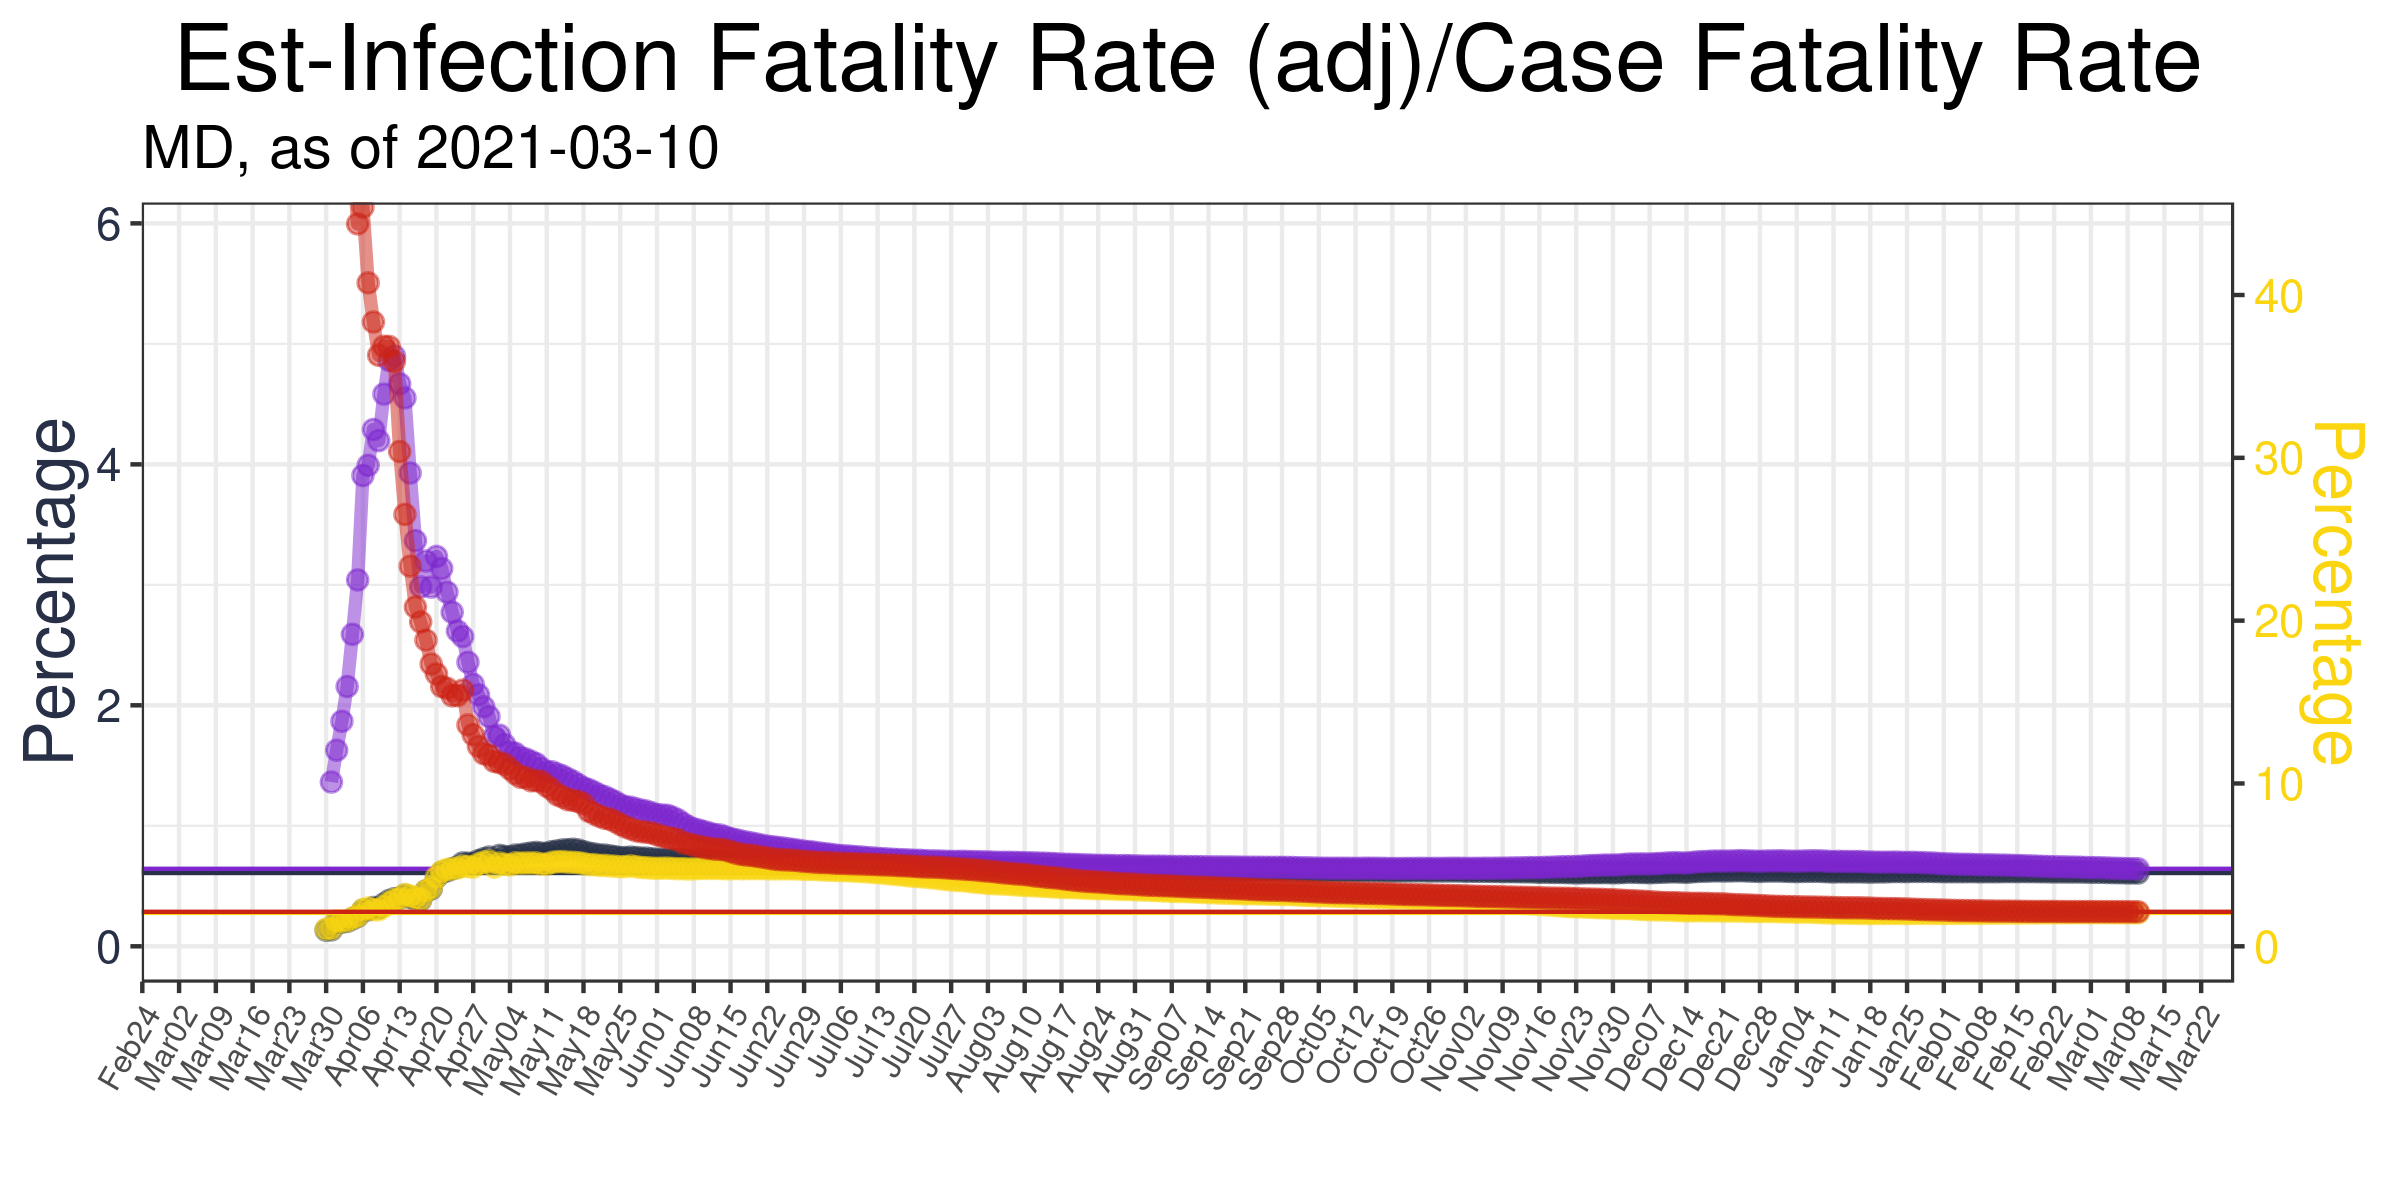 Est-Infection Fatality Rate (adj)/Case Fatality Rate
MD, as of 2021-03-10
Percentage
6
4
2
0
40
30
20
10
0
Percentage
Feb24
Mar02
Mar09
Mar16
Mar23
Mar30
Apr06
Apr13
Apr20
Apr27
May04
May11
May18
May25
Jun01
Jun08
Jun15
Jun22
Jun29
Jul06
Jul13
Jul20
Jul27
Aug03
Aug10
Aug17
Aug24
Aug31
Sep07
Sep14
Sep21
Sep28
Oct05
Oct12
Oct19
Oct26
Nov02
Nov09
Nov16
Nov23
Nov30
Dec07
Dec14
Dec21
Dec28
Jan04
Jan11
Jan18
Jan25
Feb01
Feb08
Feb15
Feb22
Mar01
Mar08
Mar15
Mar22